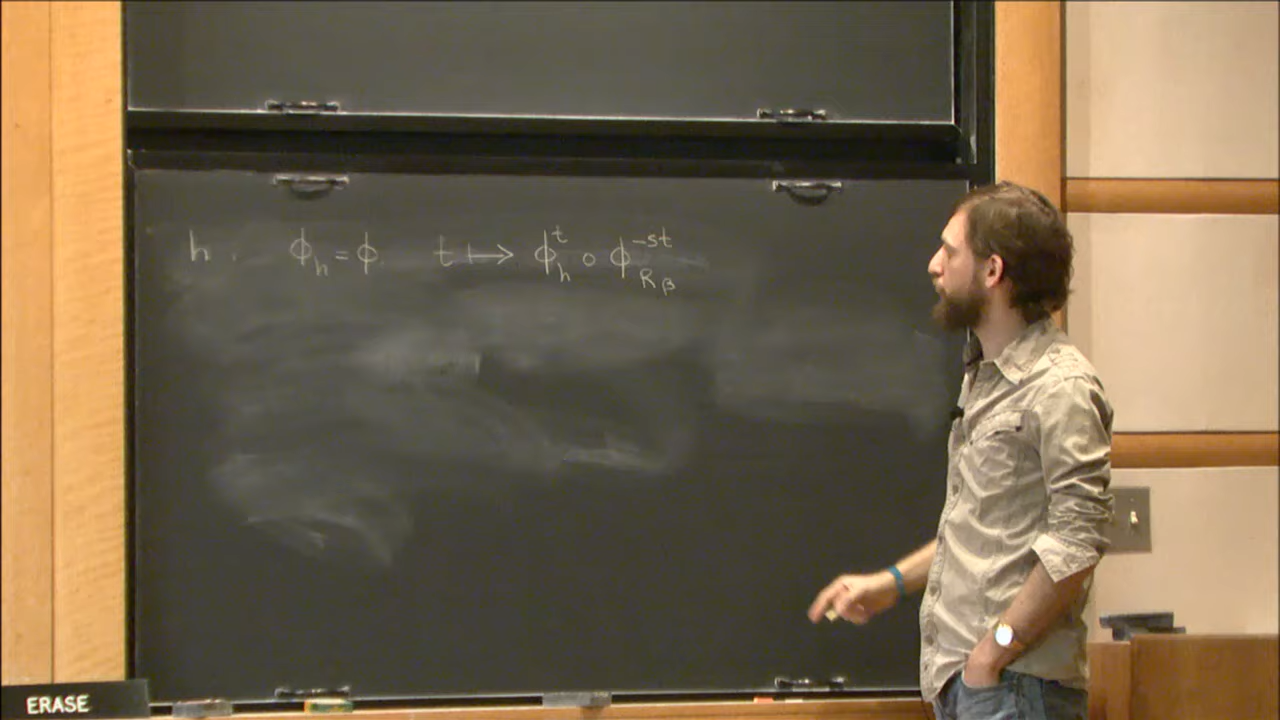 h . ϕ_h = ϕ. t ↦ ϕ_h^t ∘ ϕ_{R_β}^{-st}
ERASE